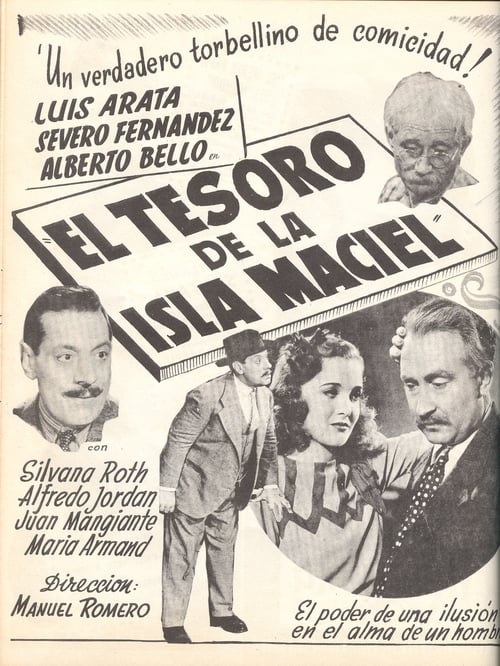 ¡Un verdadero torbellino de comicidad!
LUIS ARATA
SEVERO FERNANDEZ
ALBERTO BELLO en
"EL TESORO
DE LA
ISLA MACIEL"
con
Silvana Roth
Alfredo Jordan
Juan Mangiante
Maria Armand
Direccion:
MANUEL ROMERO
El poder de una ilusión
en el alma de un hombr